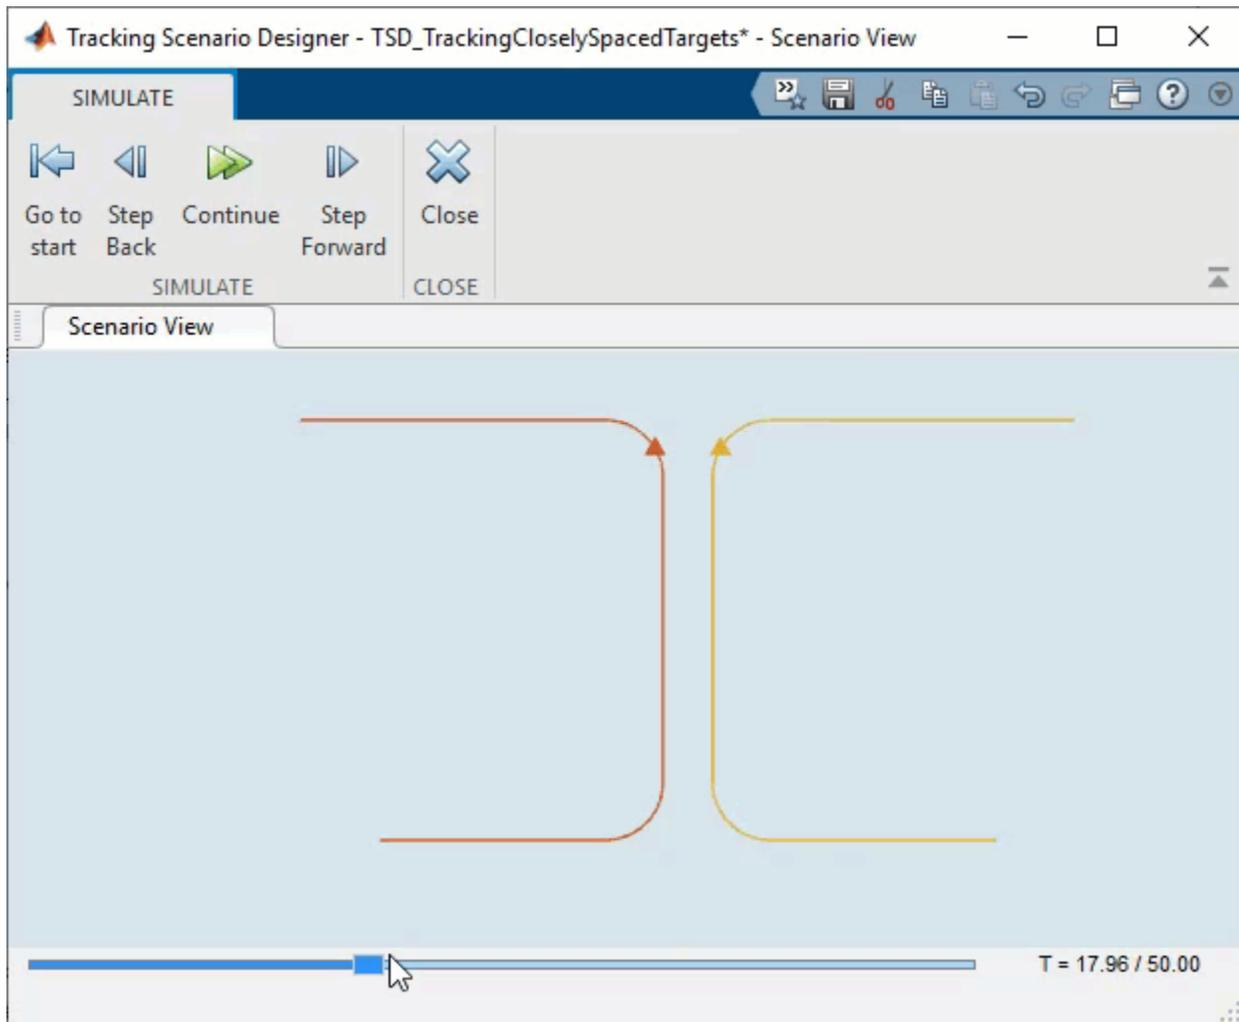 Tracking Scenario Designer - TSD_TrackingCloselySpacedTargets* - Scenario View
SIMULATE
Go to start
Step Back
Continue
Step Forward
Close
SIMULATE
CLOSE
Scenario View
T = 17.96 / 50.00